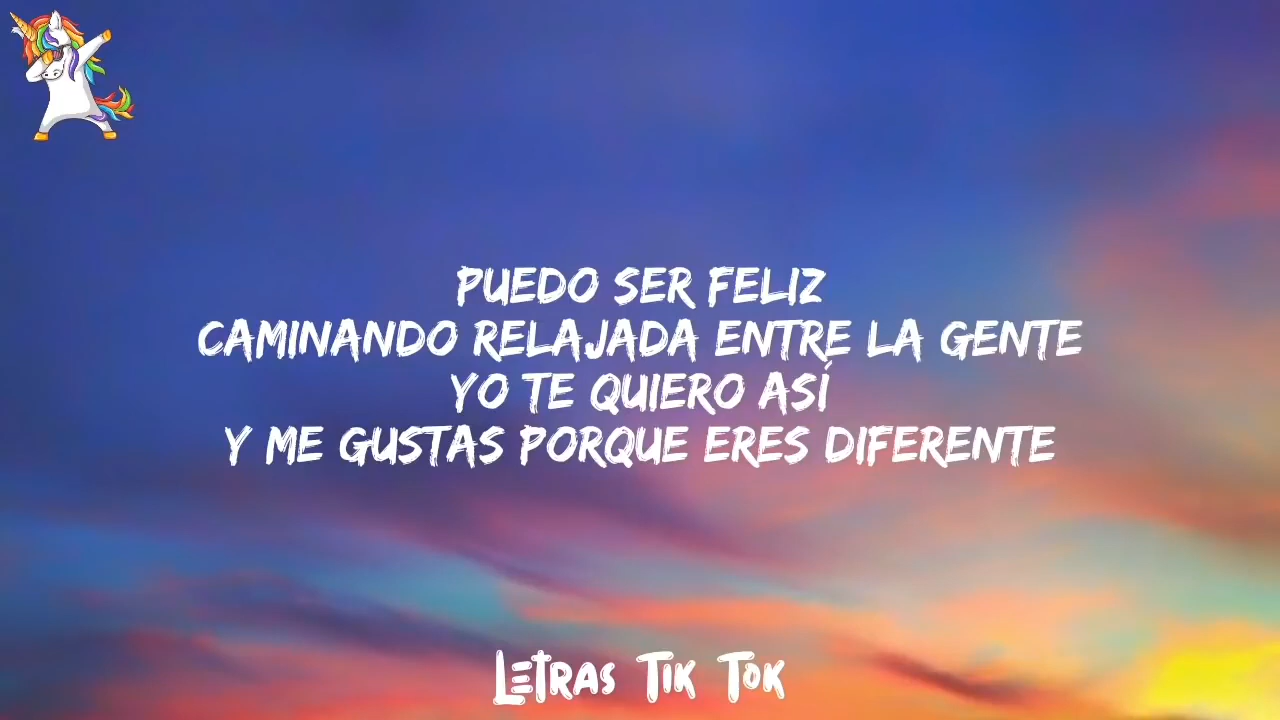 PUEDO SER FELIZ
CAMINANDO RELAJADA ENTRE LA GENTE
YO TE QUIERO ASÍ
Y ME GUSTAS PORQUE ERES DIFERENTE
LETRAS TIK TOK